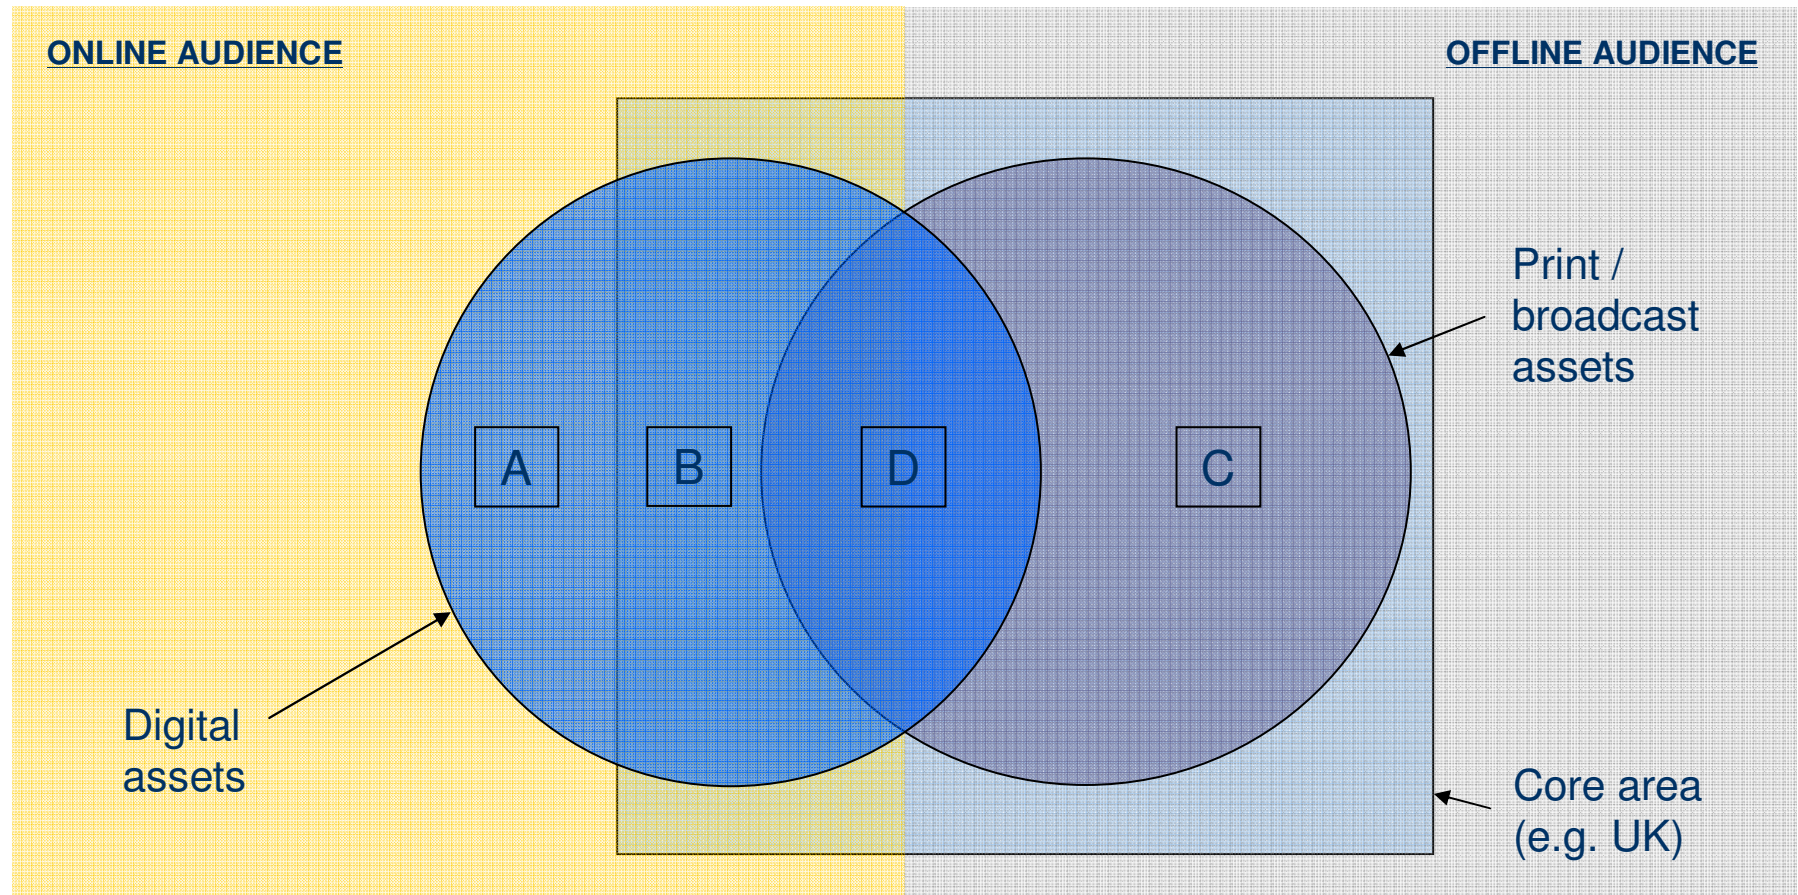 ONLINE AUDIENCE
OFFLINE AUDIENCE
Print /
broadcast
assets
A
B
D
C
Digital
assets
Core area
(e.g. UK)